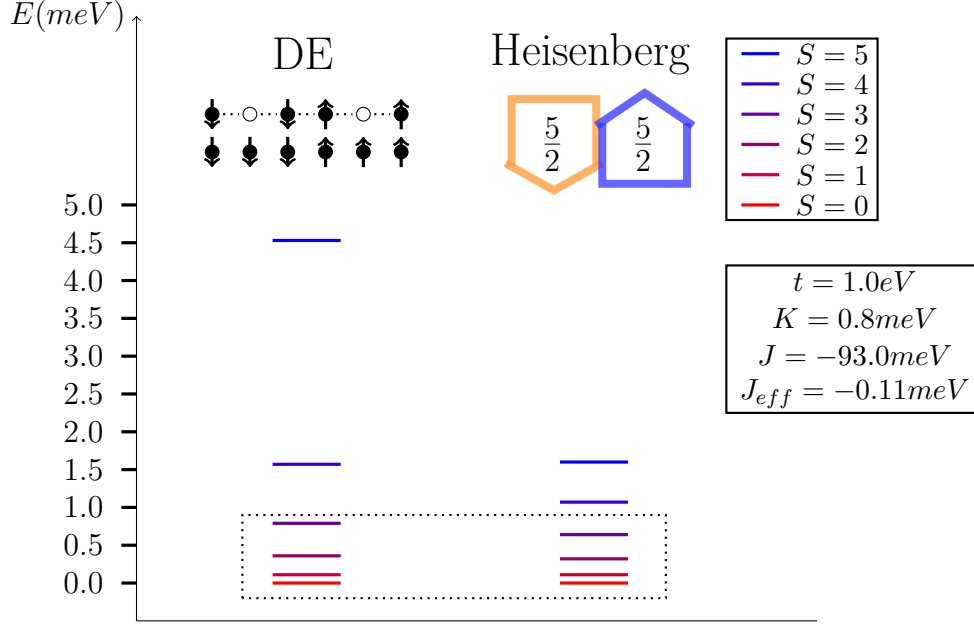 E(meV)
DE
Heisenberg
5/2
5/2
S = 5
S = 4
S = 3
S = 2
S = 1
S = 0
5.0
4.5
4.0
3.5
3.0
2.5
2.0
1.5
1.0
0.5
0.0
t = 1.0eV
K = 0.8meV
J = −93.0meV
J_{eff} = −0.11meV